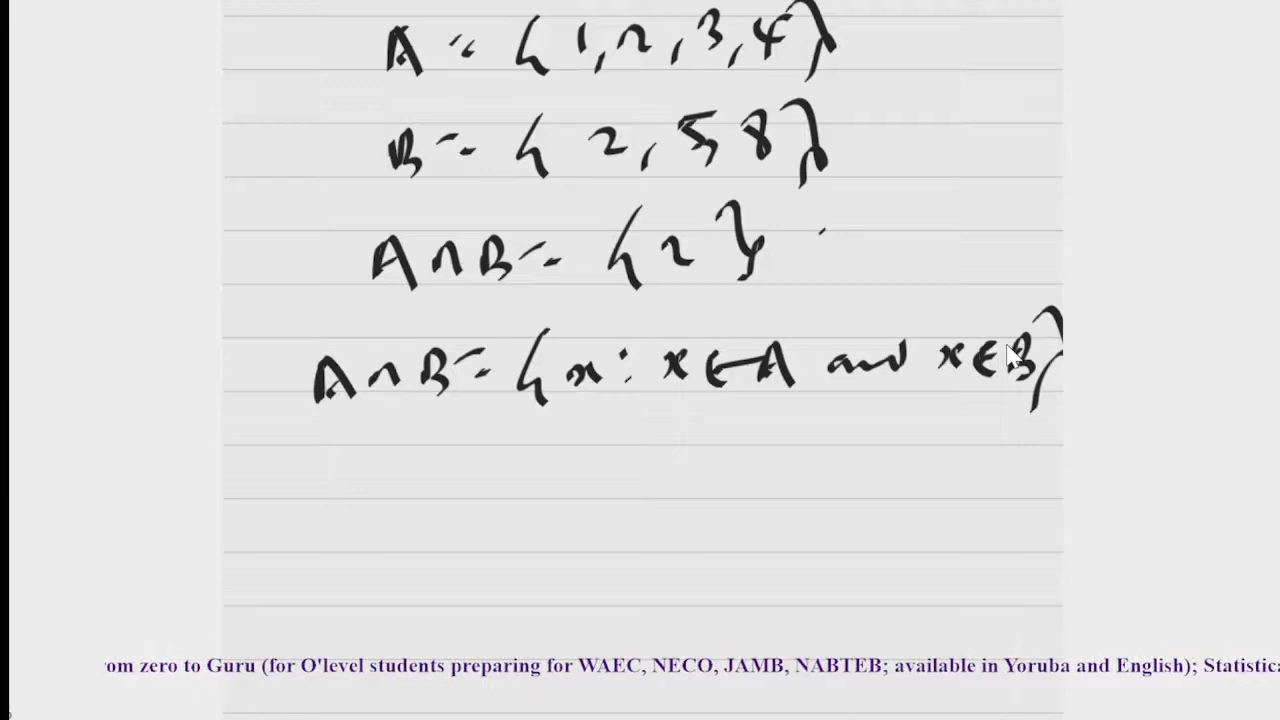 A = {1, 2, 3, 4}
B = {2, 5 8}
A ∩ B = {2}
A ∩ B = {x : x ∈ A and x ∈ B}
om zero to Guru (for O'level students preparing for WAEC, NECO, JAMB, NABTEB; available in Yoruba and English); Statistica